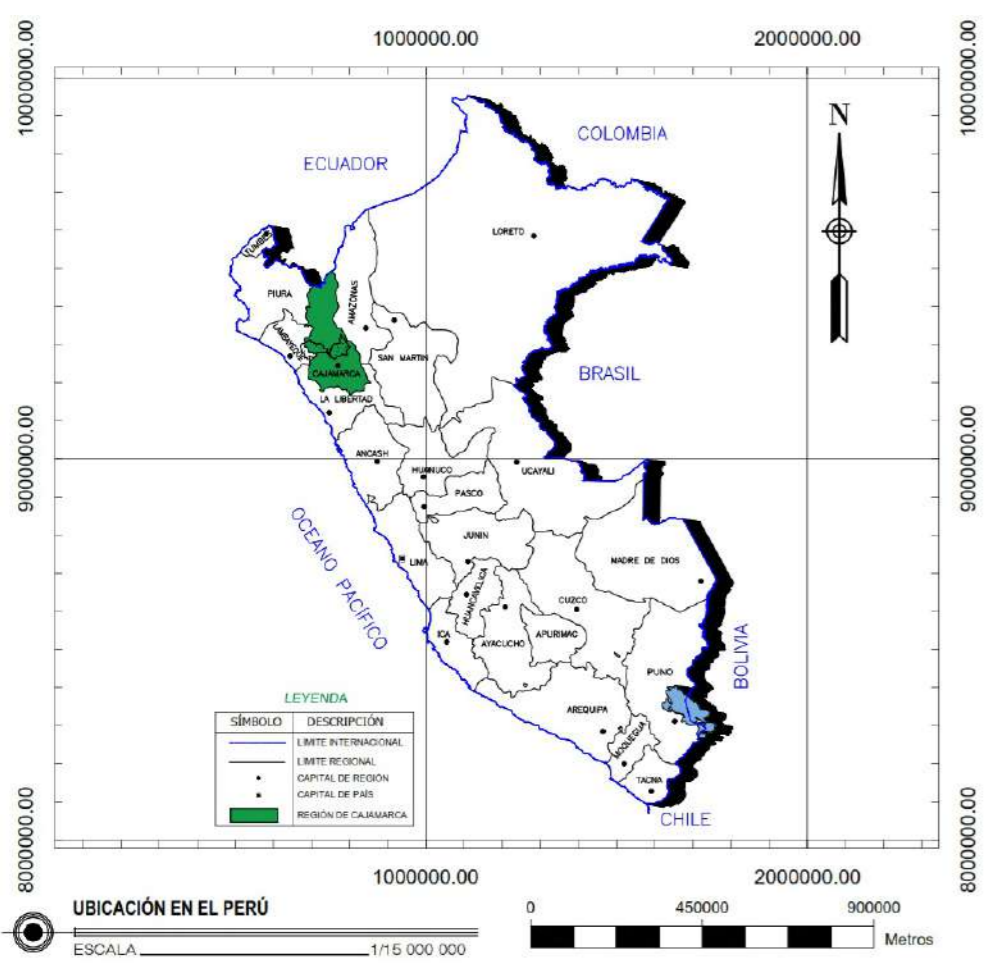 1000000.00 2000000.00
10000000.00 10000000.00
N
COLOMBIA
ECUADOR
LORETO
TUMBES
PIURA
AMAZONAS
LAMBAYEQUE
SAN MARTIN
CAJAMARCA
BRASIL
LA LIBERTAD
9000000.00 9000000.00
ANCASH
HUANUCO
UCAYALI
PASCO
OCEANO PACÍFICO
JUNIN
LIMA
MADRE DE DIOS
HUANCAVELICA
CUZCO
ICA
AYACUCHO
APURIMAC
BOLIVIA
PUNO
AREQUIPA
MOQUEGUA
TACNA
CHILE
LEYENDA
SÍMBOLO DESCRIPCIÓN
LIMITE INTERNACIONAL
LIMITE REGIONAL
CAPITAL DE REGIÓN
CAPITAL DE PAÍS
REGIÓN DE CAJAMARCA
8000000.00 8000000.00
1000000.00 2000000.00
UBICACIÓN EN EL PERÚ
ESCALA 1/15 000 000
0 450000 900000
Metros